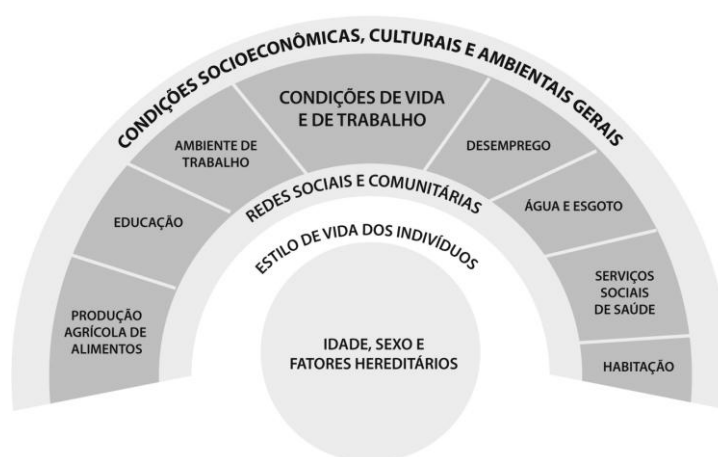 CONDIÇÕES SOCIOECONÔMICAS, CULTURAIS E AMBIENTAIS GERAIS
CONDIÇÕES DE VIDA
E DE TRABALHO
AMBIENTE DE
TRABALHO
DESEMPREGO
EDUCAÇÃO
ÁGUA E ESGOTO
PRODUÇÃO
AGRÍCOLA DE
ALIMENTOS
SERVIÇOS
SOCIAIS
DE SAÚDE
HABITAÇÃO
REDES SOCIAIS E COMUNITÁRIAS
ESTILO DE VIDA DOS INDIVÍDUOS
IDADE, SEXO E
FATORES HEREDITÁRIOS